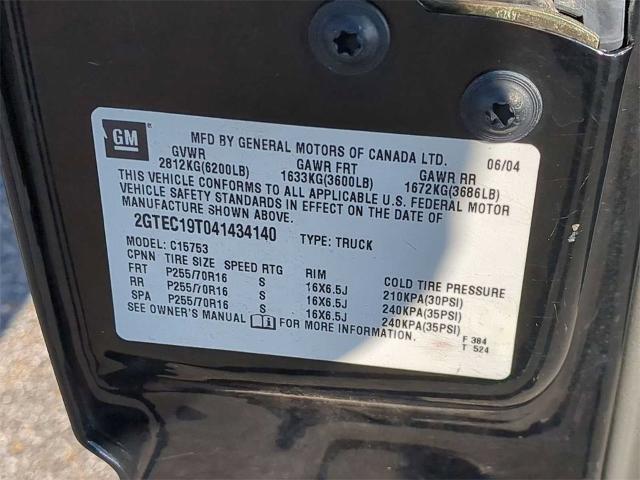 GM
MFD BY GENERAL MOTORS OF CANADA LTD. 06/04
GVWR GAWR FRT GAWR RR
2812KG(6200LB) 1633KG(3600LB) 1672KG(3686LB)
THIS VEHICLE CONFORMS TO ALL APPLICABLE U.S. FEDERAL MOTOR
VEHICLE SAFETY STANDARDS IN EFFECT ON THE DATE OF
MANUFACTURE SHOWN ABOVE.
2GTEC19T041434140 TYPE: TRUCK
MODEL: C15753
CPNN TIRE SIZE SPEED RTG RIM COLD TIRE PRESSURE
FRT P255/70R16 S 16X6.5J 210KPA(30PSI)
RR P255/70R16 S 16X6.5J 240KPA(35PSI)
SPA P255/70R16 S 16X6.5J 240KPA(35PSI)
SEE OWNER'S MANUAL FOR MORE INFORMATION.
F 384
T 524